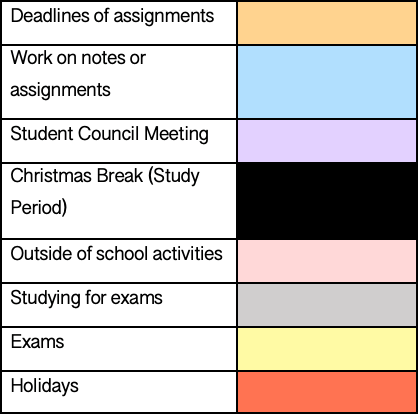 Deadlines of assignments
Work on notes or
assignments
Student Council Meeting
Christmas Break (Study
Period)
Outside of school activities
Studying for exams
Exams
Holidays